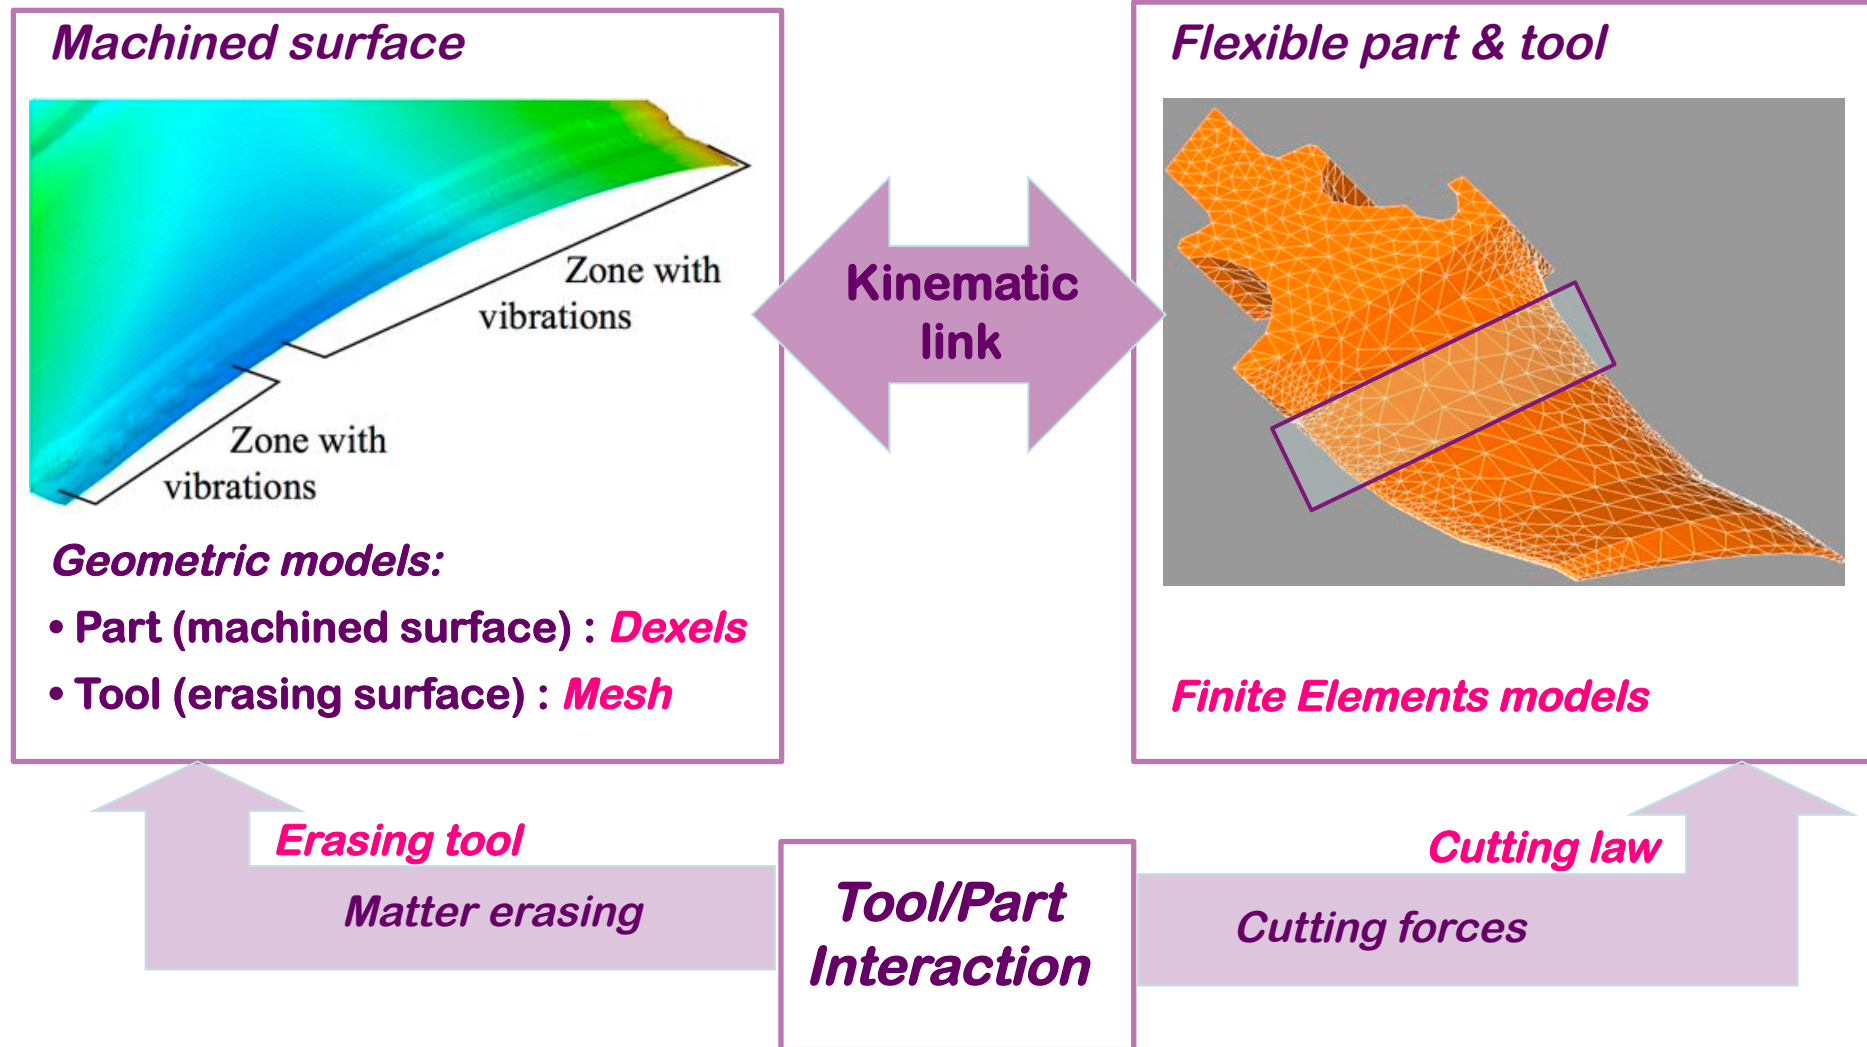 Machined surface
Zone with
vibrations
Zone with
vibrations
Geometric models:
• Part (machined surface) : Dexels
• Tool (erasing surface) : Mesh
Kinematic
link
Flexible part & tool
Finite Elements models
Erasing tool
Matter erasing
Tool/Part
Interaction
Cutting law
Cutting forces